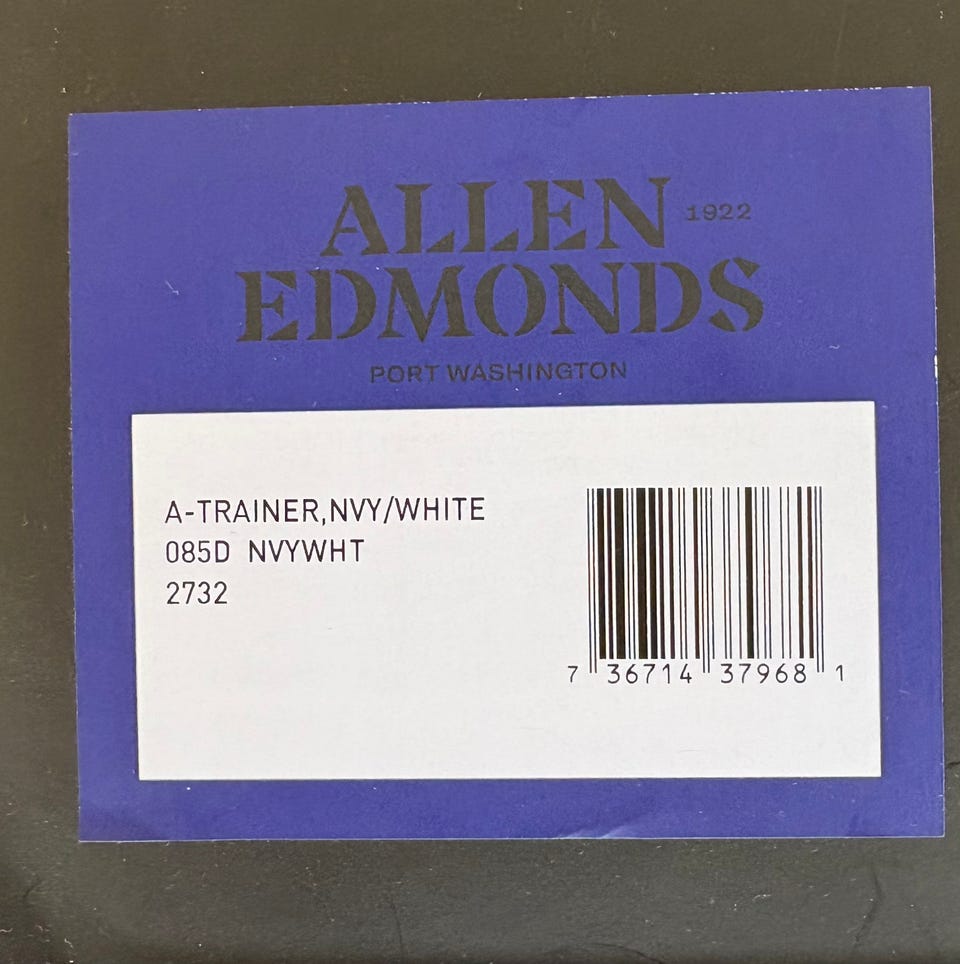 ALLEN 1922
EDMONDS
PORT WASHINGTON
A-TRAINER,NVY/WHITE
085D NVYWHT
2732
7 36714 37968 1